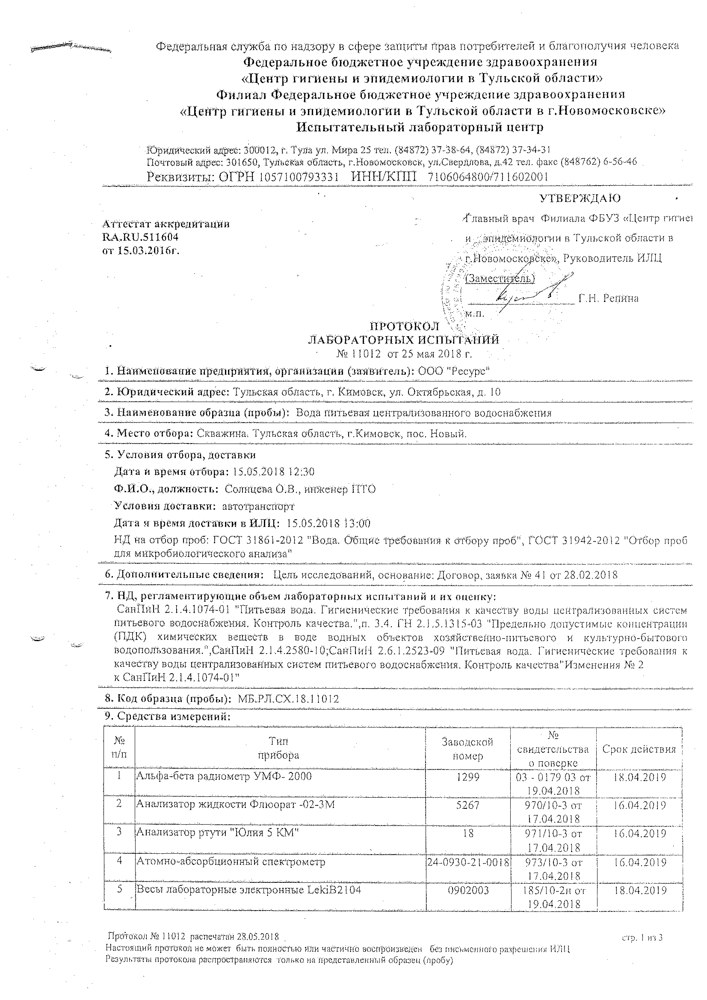 Федеральная служба по надзору в сфере защиты прав потребителей и благополучия человека
Федеральное бюджетное учреждение здравоохранения
«Центр гигиены и эпидемиологии в Тульской области»
Филиал Федеральное бюджетное учреждение здравоохранения
«Центр гигиены и эпидемиологии в Тульской области в г.Новомосковске»
Испытательный лабораторный центр
Юридический адрес: 300012, г. Тула ул. Мира 25 тел. (84872) 37-38-64, (84872) 37-34-31
Почтовый адрес: 301650, Тульская область, г.Новомосковск, ул.Свердлова, д.42 тел. факс (848762) 6-56-46
Реквизиты: ОГРН 1057100793331 ИНН/КПП 7106064800/711602001
УТВЕРЖДАЮ
Аттестат аккредитации
RA.RU.511604
от 15.03.2016г.
Главный врач Филиала ФБУЗ «Центр гигие
и эпидемиологии в Тульской области в
г.Новомосковске», Руководитель ИЛЦ
(Заместитель)
Г.Н. Репина
М.П.
ПРОТОКОЛ
ЛАБОРАТОРНЫХ ИСПЫТАНИЙ
№ 11012 от 25 мая 2018 г.
1. Наименование предприятия, организации (заявитель): ООО "Ресурс"
2. Юридический адрес: Тульская область, г. Кимовск, ул. Октябрьская, д. 10
3. Наименование образца (пробы): Вода питьевая централизованного водоснабжения
4. Место отбора: Скважина. Тульская область, г.Кимовск, пос. Новый.
5. Условия отбора, доставки
Дата и время отбора: 15.05.2018 12:30
Ф.И.О., должность: Солнцева О.В., инженер ПТО
Условия доставки: автотранспорт
Дата и время доставки в ИЛЦ: 15.05.2018 13:00
НД на отбор проб: ГОСТ 31861-2012 "Вода. Общие требования к отбору проб", ГОСТ 31942-2012 "Отбор проб
для микробиологического анализа"
6. Дополнительные сведения: Цель исследований, основание: Договор, заявка № 41 от 28.02.2018
7. НД, регламентирующие объем лабораторных испытаний и их оценку:
СанПиН 2.1.4.1074-01 "Питьевая вода. Гигиенические требования к качеству воды централизованных систем
питьевого водоснабжения. Контроль качества.",п. 3.4. ГН 2.1.5.1315-03 "Предельно допустимые концентрации
(ПДК) химических веществ в воде водных объектов хозяйственно-питьевого и культурно-бытового
водопользования.",СанПиН 2.1.4.2580-10;СанПиН 2.6.1.2523-09 "Питьевая вода. Гигиенические требования к
качеству воды централизованных систем питьевого водоснабжения. Контроль качества"Изменения № 2
к СанПиН 2.1.4.1074-01"
8. Код образца (пробы): МБ.РЛ.СХ.18.11012
9. Средства измерений:
№ п/п Тип прибора Заводской номер № свидетельства о поверке Срок действия
1 Альфа-бета радиометр УМФ- 2000 1299 03 - 0179 03 от 18.04.2019
19.04.2018
2 Анализатор жидкости Флюорат -02-3М 5267 970/10-3 от 16.04.2019
17.04.2018
3 Анализатор ртути "Юлия 5 КМ" 18 971/10-3 от 16.04.2019
17.04.2018
4 Атомно-абсорбционный спектрометр 24-0930-21-0018 973/10-3 от 16.04.2019
17.04.2018
5 Весы лабораторные электронные LekiB2104 0902003 185/10-2н от 18.04.2019
19.04.2018
Протокол № 11012 распечатан 28.05.2018 стр. 1 из 3
Настоящий протокол не может быть полностью или частично воспроизведен без письменного разрешения ИЛЦ
Результаты протокола распространяются только на представленный образец (пробу)